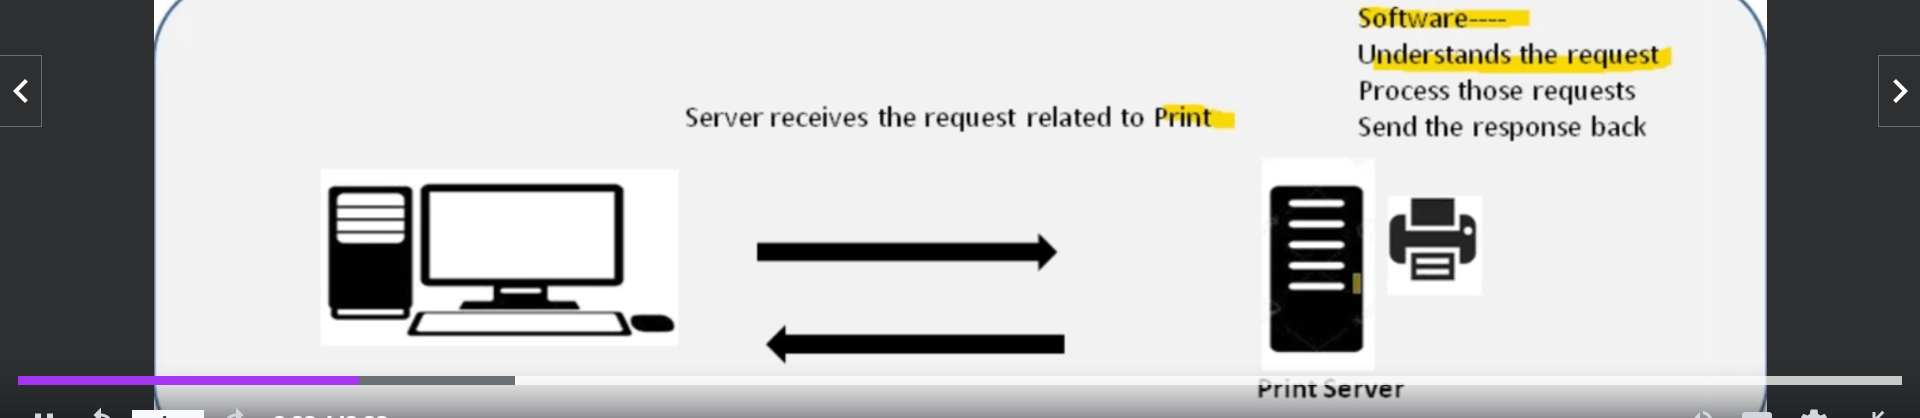 Software----
Understands the request
Process those requests
Send the response back
Server receives the request related to Print
Print Server